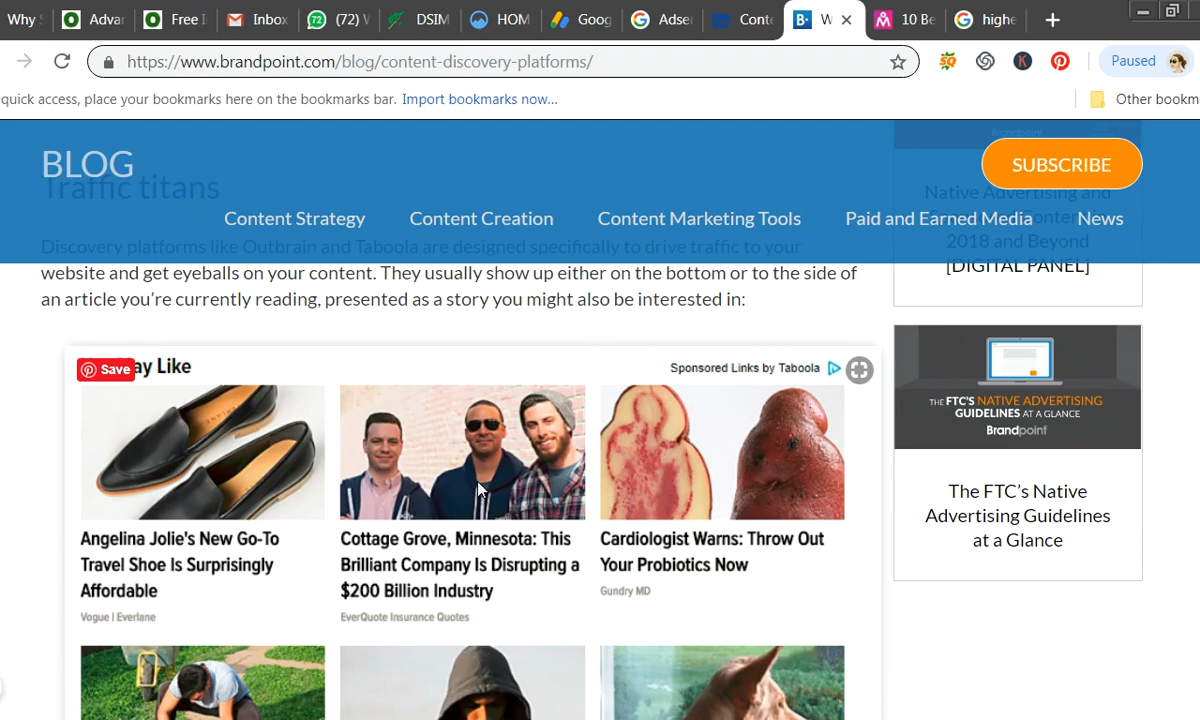 Why
Advan
Free I
Inbox
72
(72) V
DSIM
HOM
Goog
Adsen
Conte
B· W
10 Be
highe
https://www.brandpoint.com/blog/content-discovery-platforms/
SQ
K
Paused
quick access, place your bookmarks here on the bookmarks bar. Import bookmarks now...
Other bookm
BLOG
SUBSCRIBE
Traffic titans
Content Strategy
Content Creation
Content Marketing Tools
Paid and Earned Media
News
Discovery platforms like Outbrain and Taboola are designed specifically to drive traffic to your
website and get eyeballs on your content. They usually show up either on the bottom or to the side of
an article you're currently reading, presented as a story you might also be interested in:
Native Advertising and
2018 and Beyond
[DIGITAL PANEL]
Save
ay Like
Sponsored Links by Taboola
Angelina Jolie's New Go-To
Travel Shoe Is Surprisingly
Affordable
Vogue | Everlane
Cottage Grove, Minnesota: This
Brilliant Company Is Disrupting a
$200 Billion Industry
EverQuote Insurance Quotes
Cardiologist Warns: Throw Out
Your Probiotics Now
Gundry MD
THE FTC'S NATIVE ADVERTISING
GUIDELINES AT A GLANCE
Brandpoint
The FTC's Native
Advertising Guidelines
at a Glance